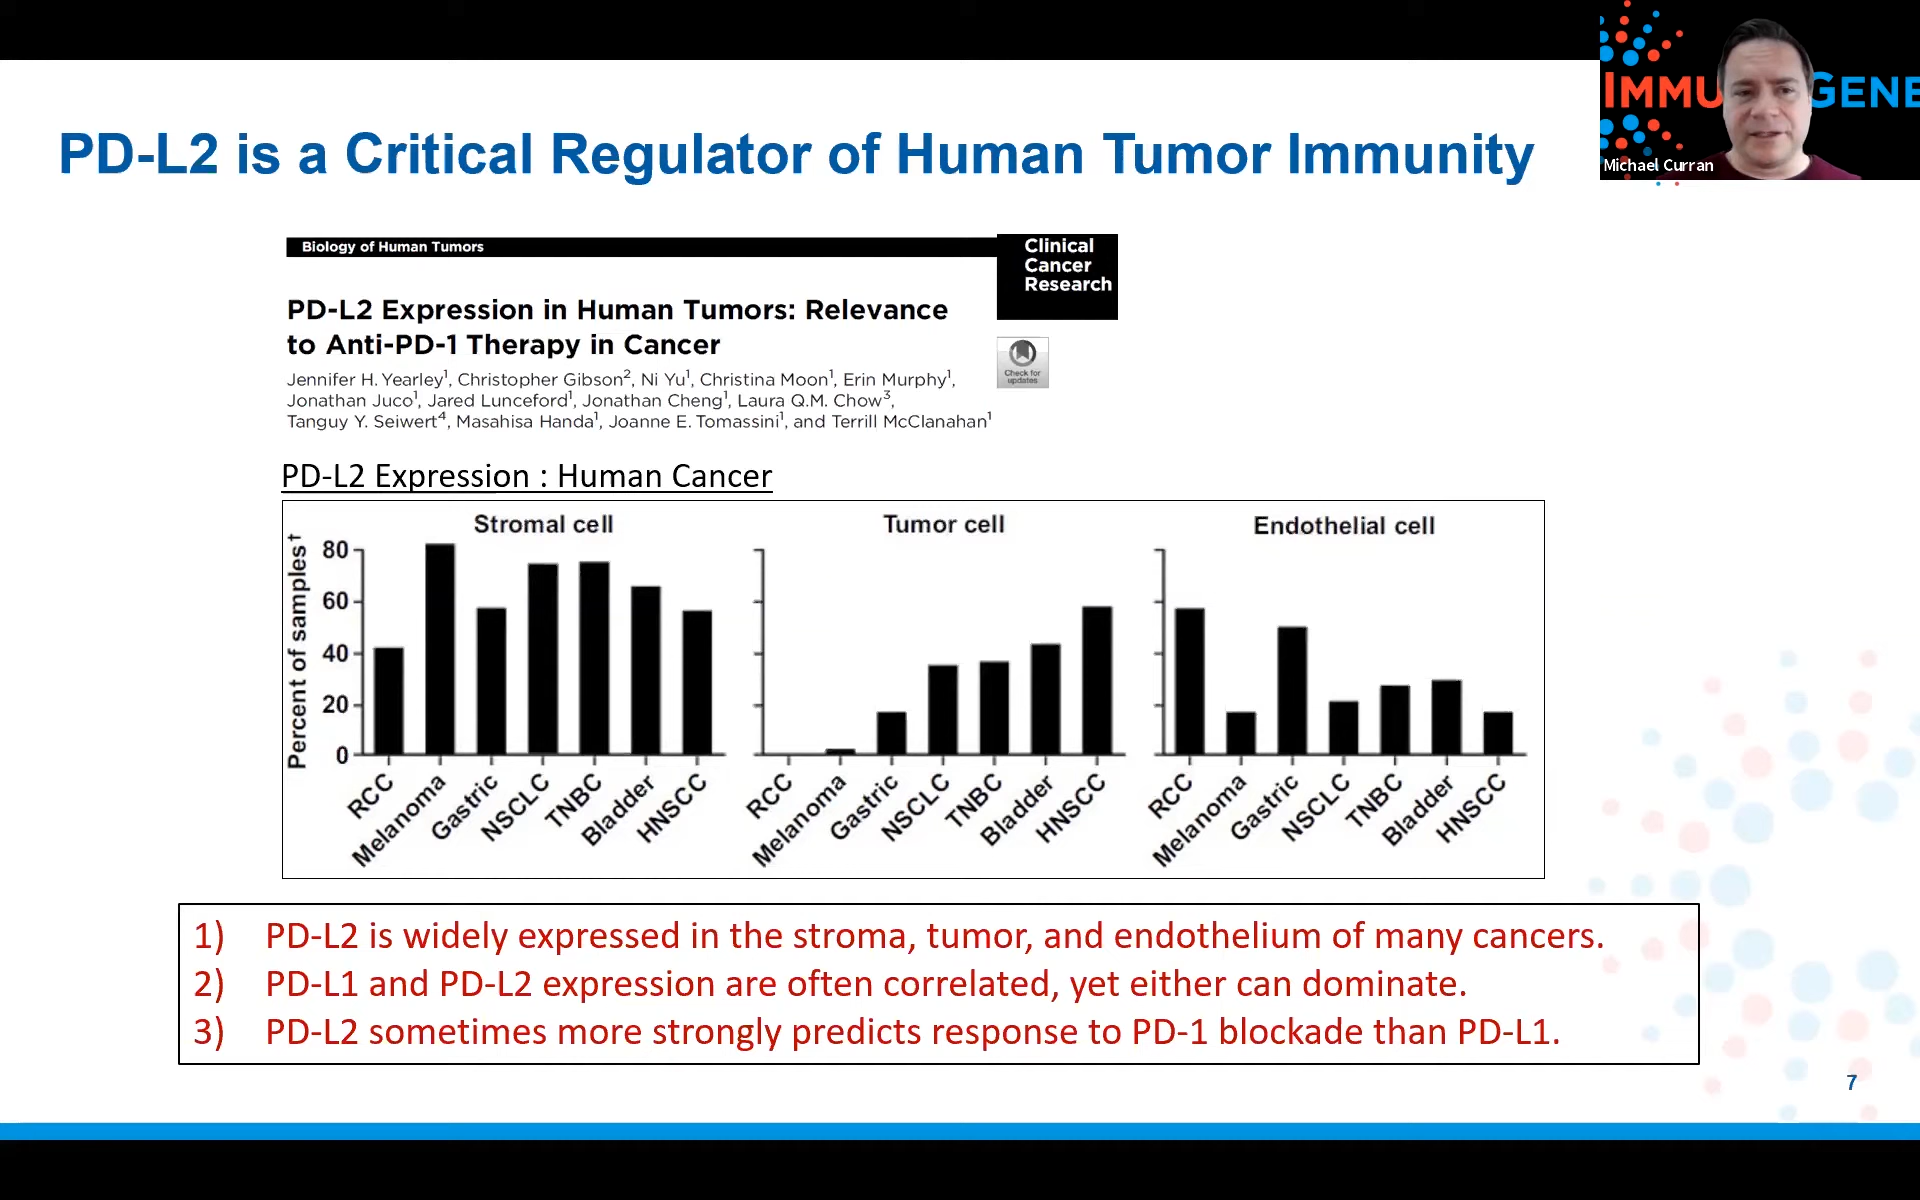 IMMU GENE
Michael Curran
PD-L2 is a Critical Regulator of Human Tumor Immunity
Biology of Human Tumors
Clinical
Cancer
Research
PD-L2 Expression in Human Tumors: Relevance
to Anti-PD-1 Therapy in Cancer
Check for
updates
Jennifer H. Yearley¹, Christopher Gibson², Ni Yu¹, Christina Moon¹, Erin Murphy¹,
Jonathan Juco¹, Jared Lunceford¹, Jonathan Cheng¹, Laura Q.M. Chow³,
Tanguy Y. Seiwert⁴, Masahisa Handa¹, Joanne E. Tomassini¹, and Terrill McClanahan¹
PD-L2 Expression : Human Cancer
Percent of samples†
Stromal cell
80
60
40
20
0
RCC
Melanoma
Gastric
NSCLC
TNBC
Bladder
HNSCC
Tumor cell
RCC
Melanoma
Gastric
NSCLC
TNBC
Bladder
HNSCC
Endothelial cell
RCC
Melanoma
Gastric
NSCLC
TNBC
Bladder
HNSCC
1) PD-L2 is widely expressed in the stroma, tumor, and endothelium of many cancers.
2) PD-L1 and PD-L2 expression are often correlated, yet either can dominate.
3) PD-L2 sometimes more strongly predicts response to PD-1 blockade than PD-L1.
7